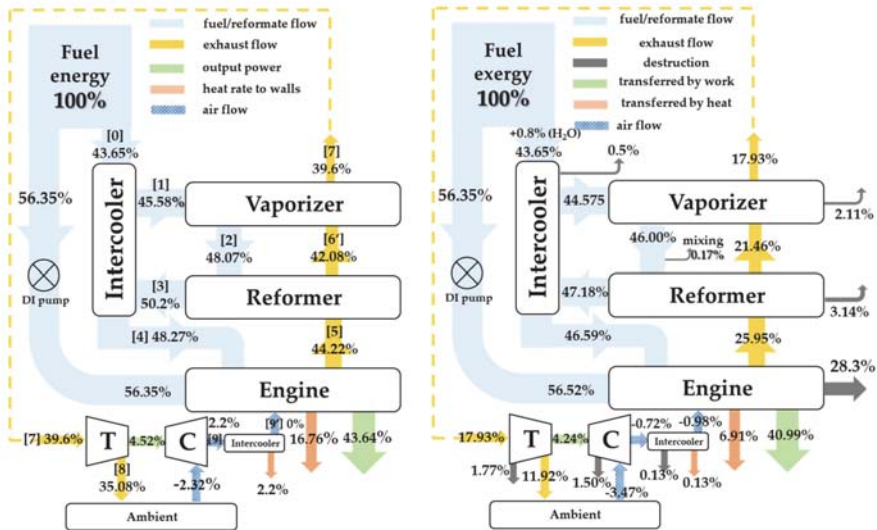 Fuel
energy
100%
fuel/reformate flow
exhaust flow
output power
heat rate to walls
air flow
[0]
43.65%
[7]
39.6%
56.35%
Intercooler
[1]
45.58%
Vaporizer
[2]
48.07%
[6']
42.08%
DI pump
[3]
50.2%
Reformer
[4] 48.27%
[5]
44.22%
56.35%
Engine
[7] 39.6%
T
4.52%
C
2.2%
[9]
[9'] 0%
Intercooler
16.76%
43.64%
[8]
35.08%
-2.32%
2.2%
Ambient
Fuel
exergy
100%
fuel/reformate flow
exhaust flow
destruction
transferred by work
transferred by heat
air flow
+0.8% (H₂O)
43.65%
0.5%
17.93%
56.35%
Intercooler
44.575
Vaporizer
2.11%
46.00%
mixing
0.17%
21.46%
DI pump
47.18%
Reformer
3.14%
46.59%
25.95%
28.3%
56.52%
Engine
17.93%
T
4.24%
C
-0.72%
-0.98%
Intercooler
6.91%
40.99%
1.77%
11.92%
1.50%
-3.47%
0.13%
0.13%
Ambient